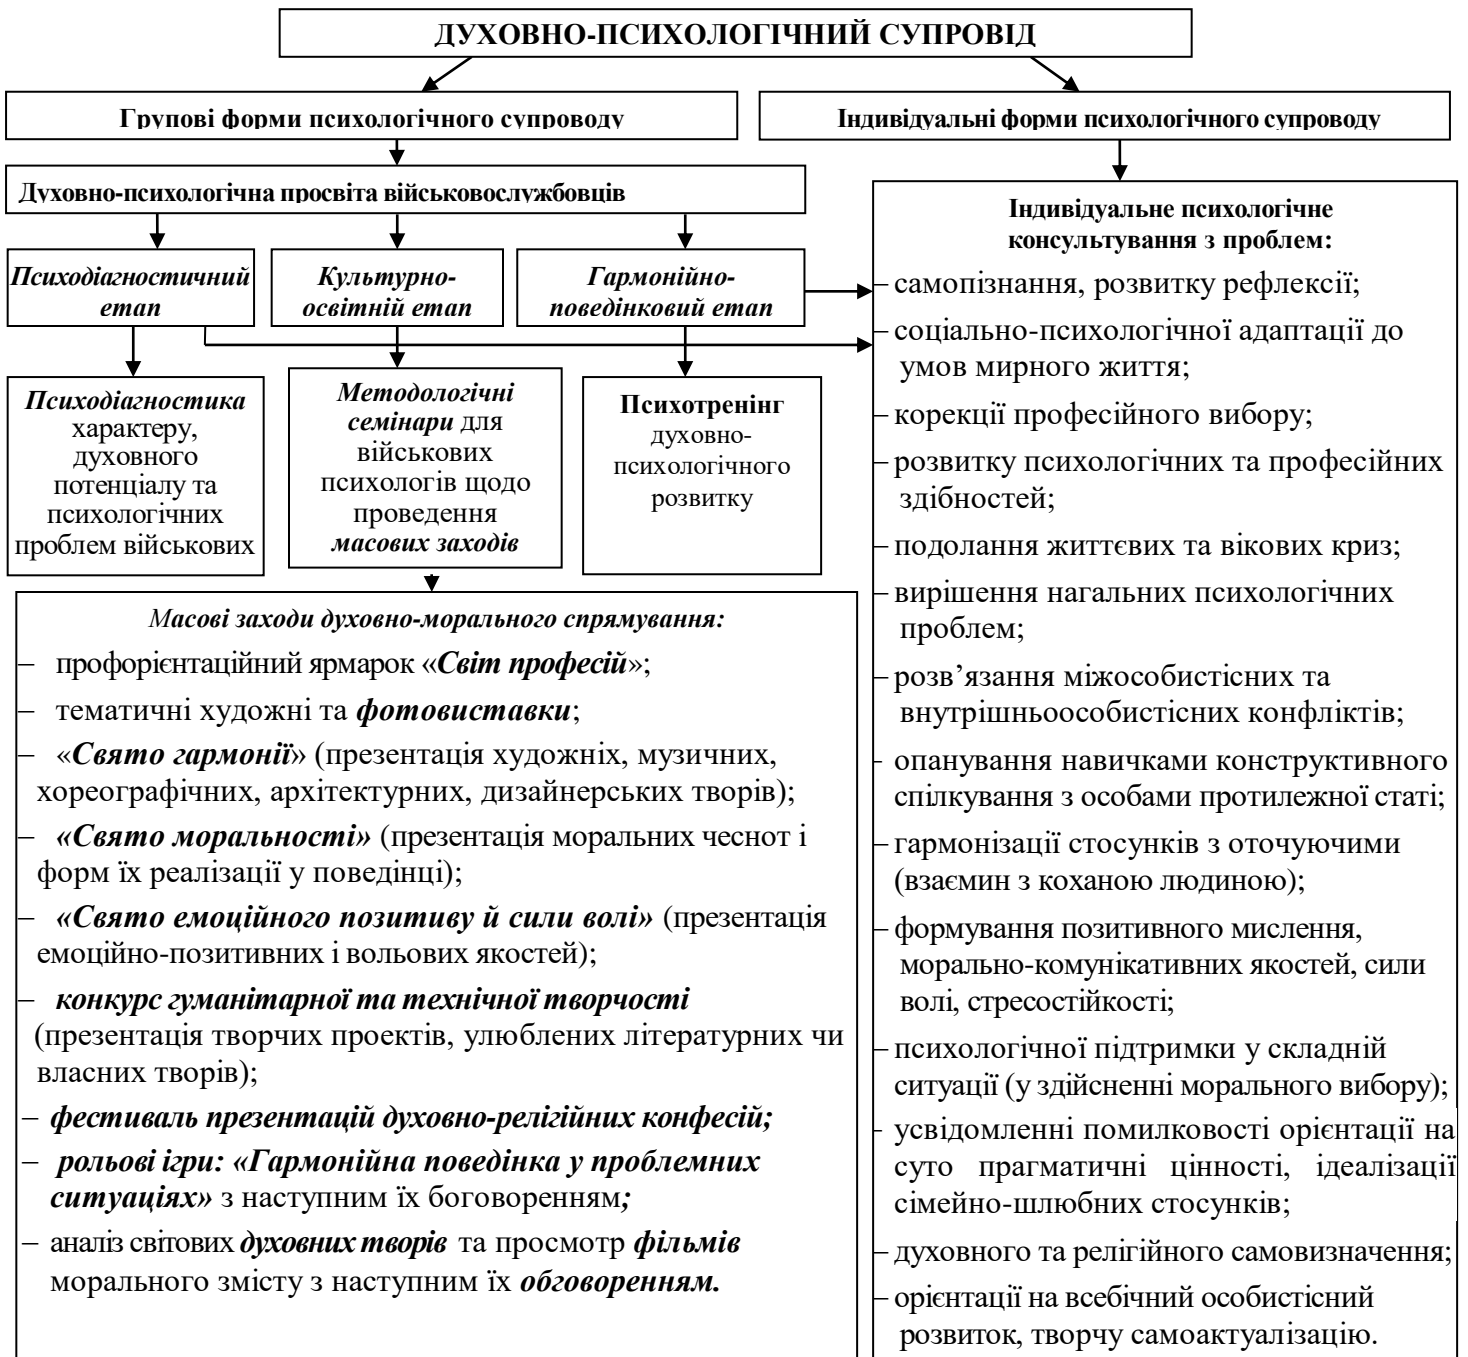 ДУХОВНО-ПСИХОЛОГІЧНИЙ СУПРОВІД
Групові форми психологічного супроводу
Індивідуальні форми психологічного супроводу
Духовно-психологічна просвіта військовослужбовців
Психодіагностичний
етап
Культурно-
освітній етап
Гармонійно-
поведінковий етап
Психодіагностика
характеру,
духовного
потенціалу та
психологічних
проблем військових
Методологічні
семінари для
військових
психологів щодо
проведення
масових заходів
Психотренінг
духовно-
психологічного
розвитку
Масові заходи духовно-морального спрямування:
– профорієнтаційний ярмарок «Світ професій»;
– тематичні художні та фотовиставки;
– «Свято гармонії» (презентація художніх, музичних,
хореографічних, архітектурних, дизайнерських творів);
– «Свято моральності» (презентація моральних чеснот і
форм їх реалізації у поведінці);
– «Свято емоційного позитиву й сили волі» (презентація
емоційно-позитивних і вольових якостей);
– конкурс гуманітарної та технічної творчості
(презентація творчих проектів, улюблених літературних чи
власних творів);
– фестиваль презентацій духовно-релігійних конфесій;
– рольові ігри: «Гармонійна поведінка у проблемних
ситуаціях» з наступним їх боговоренням;
– аналіз світових духовних творів та просмотр фільмів
морального змісту з наступним їх обговоренням.
Індивідуальне психологічне
консультування з проблем:
– самопізнання, розвитку рефлексії;
– соціально-психологічної адаптації до
умов мирного життя;
– корекції професійного вибору;
– розвитку психологічних та професійних
здібностей;
– подолання життєвих та вікових криз;
– вирішення нагальних психологічних
проблем;
– розв’язання міжособистісних та
внутрішньоособистісних конфліктів;
- опанування навичками конструктивного
спілкування з особами протилежної статі;
– гармонізації стосунків з оточуючими
(взаємин з коханою людиною);
– формування позитивного мислення,
морально-комунікативних якостей, сили
волі, стресостійкості;
– психологічної підтримки у складній
ситуації (у здійсненні морального вибору);
- усвідомленні помилковості орієнтації на
суто прагматичні цінності, ідеалізації
сімейно-шлюбних стосунків;
– духовного та релігійного самовизначення;
– орієнтації на всебічний особистісний
розвиток, творчу самоактуалізацію.